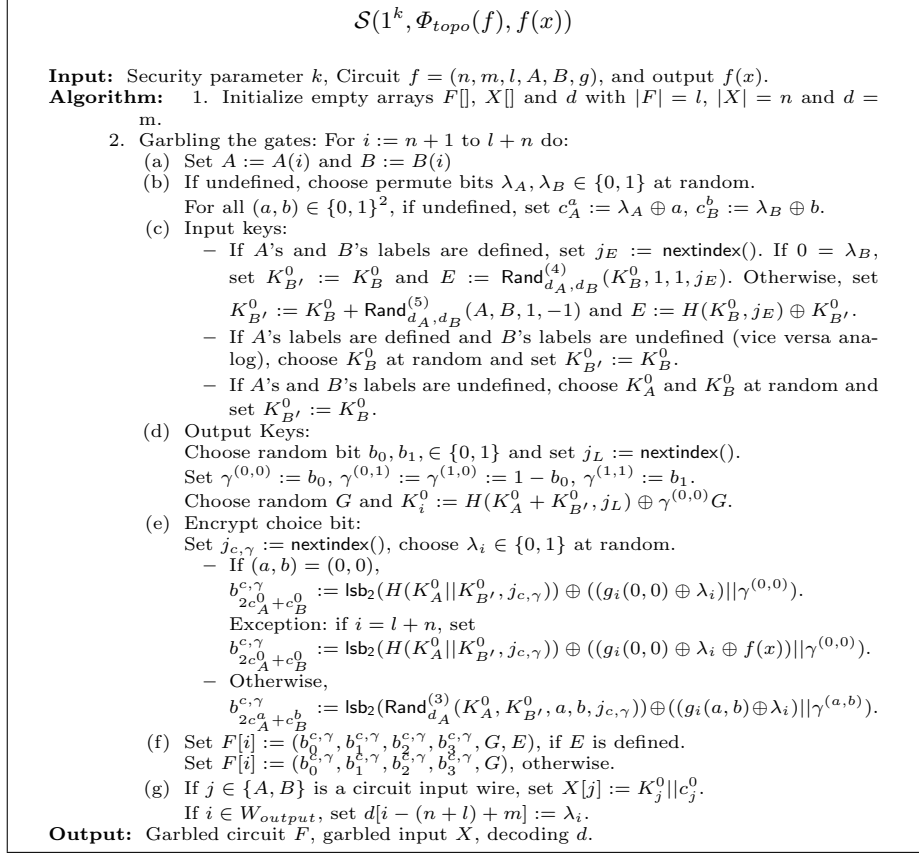 S(1^k, Φ_topo(f), f(x))
Input: Security parameter k, Circuit f = (n, m, l, A, B, g), and output f(x).
Algorithm: 1. Initialize empty arrays F[], X[] and d with |F| = l, |X| = n and d =
m.
2. Garbling the gates: For i := n + 1 to l + n do:
(a) Set A := A(i) and B := B(i)
(b) If undefined, choose permute bits λ_A, λ_B ∈ {0, 1} at random.
For all (a, b) ∈ {0, 1}^2, if undefined, set c_A^a := λ_A ⊕ a, c_B^b := λ_B ⊕ b.
(c) Input keys:
– If A's and B's labels are defined, set j_E := nextindex(). If 0 = λ_B,
set K_{B′}^0 := K_B^0 and E := Rand_{d_A,d_B}^{(4)}(K_B^0, 1, 1, j_E). Otherwise, set
K_{B′}^0 := K_B^0 + Rand_{d_A,d_B}^{(5)}(A, B, 1, −1) and E := H(K_B^0, j_E) ⊕ K_{B′}^0.
– If A's labels are defined and B's labels are undefined (vice versa ana-
log), choose K_B^0 at random and set K_{B′}^0 := K_B^0.
– If A's and B's labels are undefined, choose K_A^0 and K_B^0 at random and
set K_{B′}^0 := K_B^0.
(d) Output Keys:
Choose random bit b_0, b_1, ∈ {0, 1} and set j_L := nextindex().
Set γ^{(0,0)} := b_0, γ^{(0,1)} := γ^{(1,0)} := 1 − b_0, γ^{(1,1)} := b_1.
Choose random G and K_i^0 := H(K_A^0 + K_{B′}^0, j_L) ⊕ γ^{(0,0)}G.
(e) Encrypt choice bit:
Set j_{c,γ} := nextindex(), choose λ_i ∈ {0, 1} at random.
– If (a, b) = (0, 0),
b_{2c_A^0+c_B^0}^{c,γ} := lsb_2(H(K_A^0||K_{B′}^0, j_{c,γ})) ⊕ ((g_i(0, 0) ⊕ λ_i)||γ^{(0,0)}).
Exception: if i = l + n, set
b_{2c_A^0+c_B^0}^{c,γ} := lsb_2(H(K_A^0||K_{B′}^0, j_{c,γ})) ⊕ ((g_i(0, 0) ⊕ λ_i ⊕ f(x))||γ^{(0,0)}).
– Otherwise,
b_{2c_A^a+c_B^b}^{c,γ} := lsb_2(Rand_{d_A}^{(3)}(K_A^0, K_{B′}^0, a, b, j_{c,γ}))⊕((g_i(a, b)⊕λ_i)||γ^{(a,b)}).
(f) Set F[i] := (b_0^{c,γ}, b_1^{c,γ}, b_2^{c,γ}, b_3^{c,γ}, G, E), if E is defined.
Set F[i] := (b_0^{c,γ}, b_1^{c,γ}, b_2^{c,γ}, b_3^{c,γ}, G), otherwise.
(g) If j ∈ {A, B} is a circuit input wire, set X[j] := K_j^0||c_j^0.
If i ∈ W_output, set d[i − (n + l) + m] := λ_i.
Output: Garbled circuit F, garbled input X, decoding d.